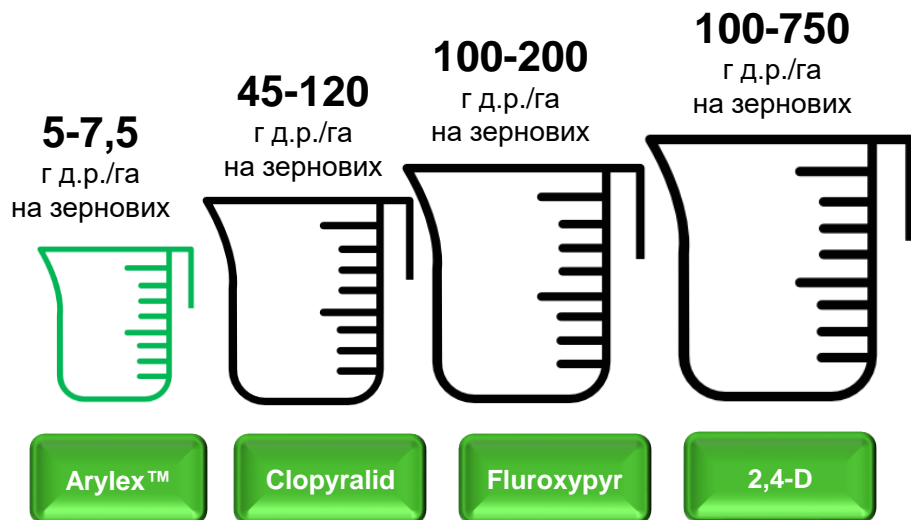 5-7,5
г д.р./га
на зернових
45-120
г д.р./га
на зернових
100-200
г д.р./га
на зернових
100-750
г д.р./га
на зернових
Arylex™
Clopyralid
Fluroxypyr
2,4-D